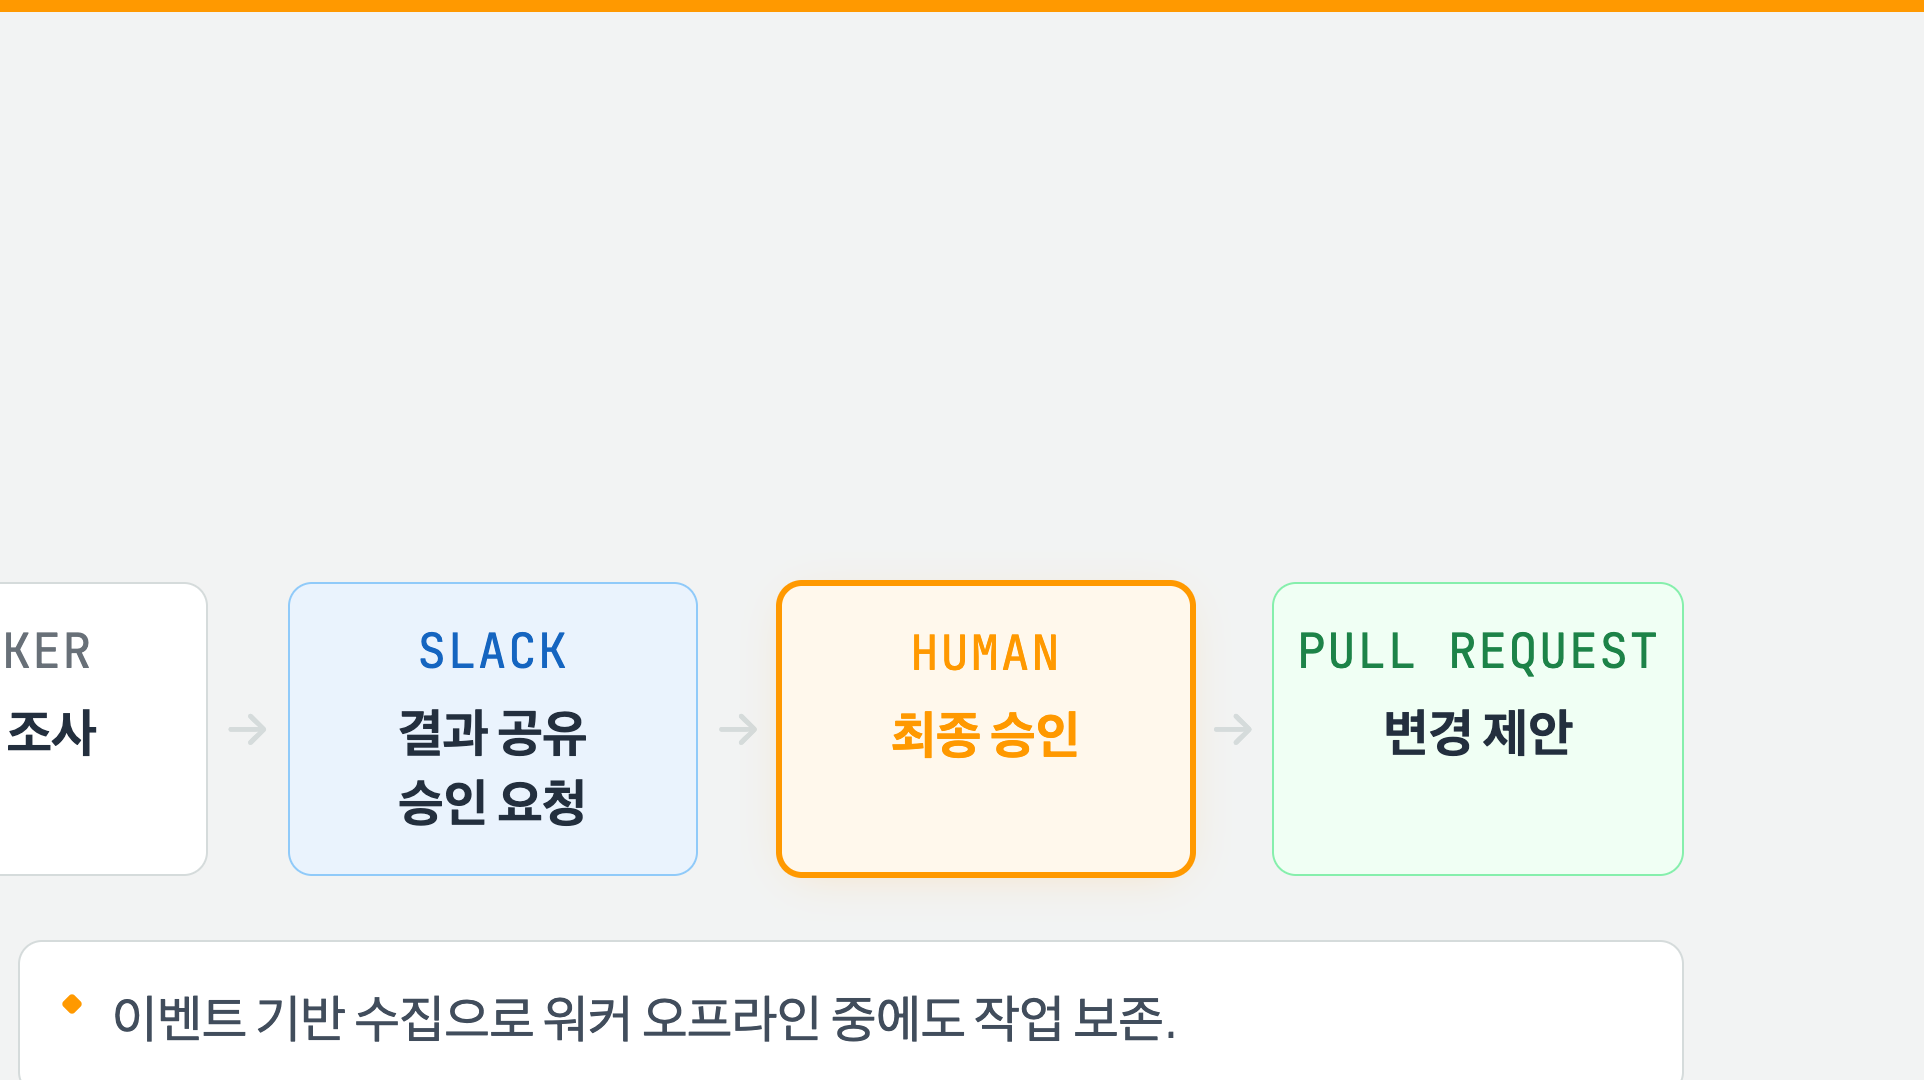 KER
조사
SLACK
결과 공유
승인 요청
HUMAN
최종 승인
PULL REQUEST
변경 제안
이벤트 기반 수집으로 워커 오프라인 중에도 작업 보존.